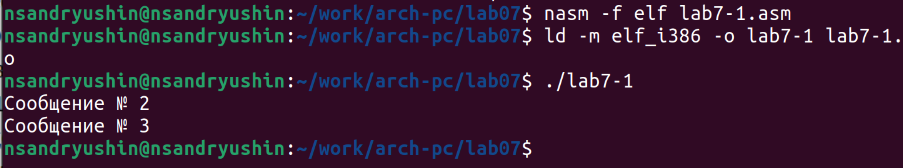 nsandryushin@nsandryushin:~/work/arch-pc/lab07$ nasm -f elf lab7-1.asm
nsandryushin@nsandryushin:~/work/arch-pc/lab07$ ld -m elf_i386 -o lab7-1 lab7-1.
o
nsandryushin@nsandryushin:~/work/arch-pc/lab07$ ./lab7-1
Сообщение № 2
Сообщение № 3
nsandryushin@nsandryushin:~/work/arch-pc/lab07$